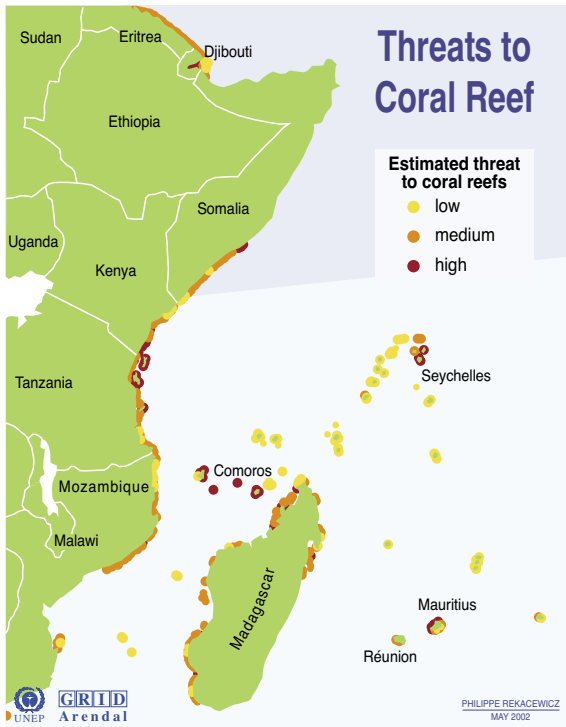 Threats to
Coral Reef
Estimated threat
to coral reefs
low
medium
high
Sudan
Eritrea
Djibouti
Ethiopia
Somalia
Uganda
Kenya
Tanzania
Seychelles
Comoros
Mozambique
Malawi
Madagascar
Mauritius
Réunion
UNEP
GRID
Arendal
PHILIPPE REKACEWICZ
MAY 2002